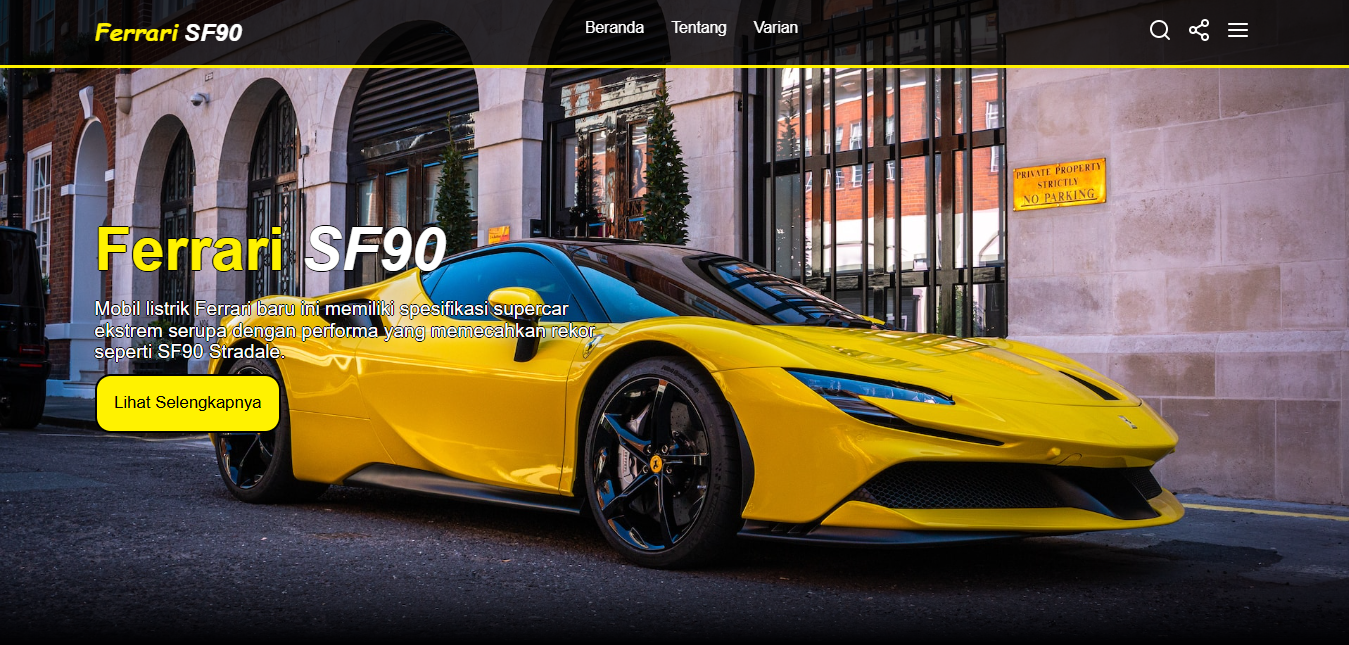 Ferrari SF90
Beranda Tentang Varian
PRIVATE PROPERTY
STRICTLY
NO PARKING
Ferrari SF90
Mobil listrik Ferrari baru ini memiliki spesifikasi supercar
ekstrem serupa dengan performa yang memecahkan rekor
seperti SF90 Stradale.
Lihat Selengkapnya